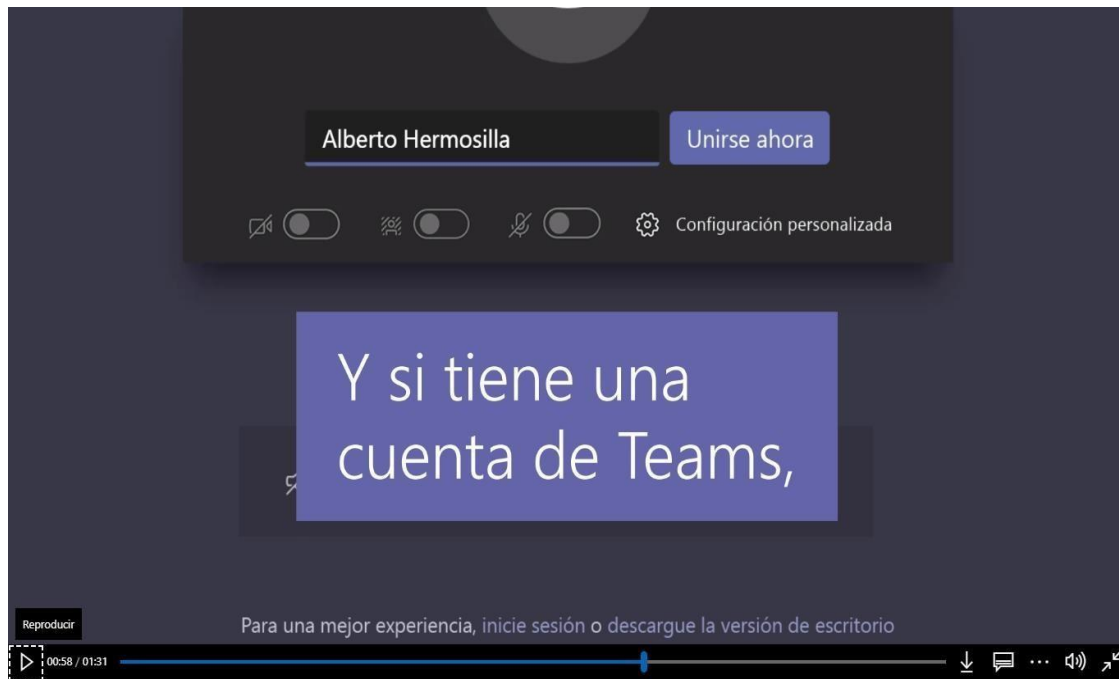 Alberto Hermosilla
Unirse ahora
Configuración personalizada
Y si tiene una
cuenta de Teams,
Para una mejor experiencia, inicie sesión o descargue la versión de escritorio
Reproducir
00:58 / 01:31